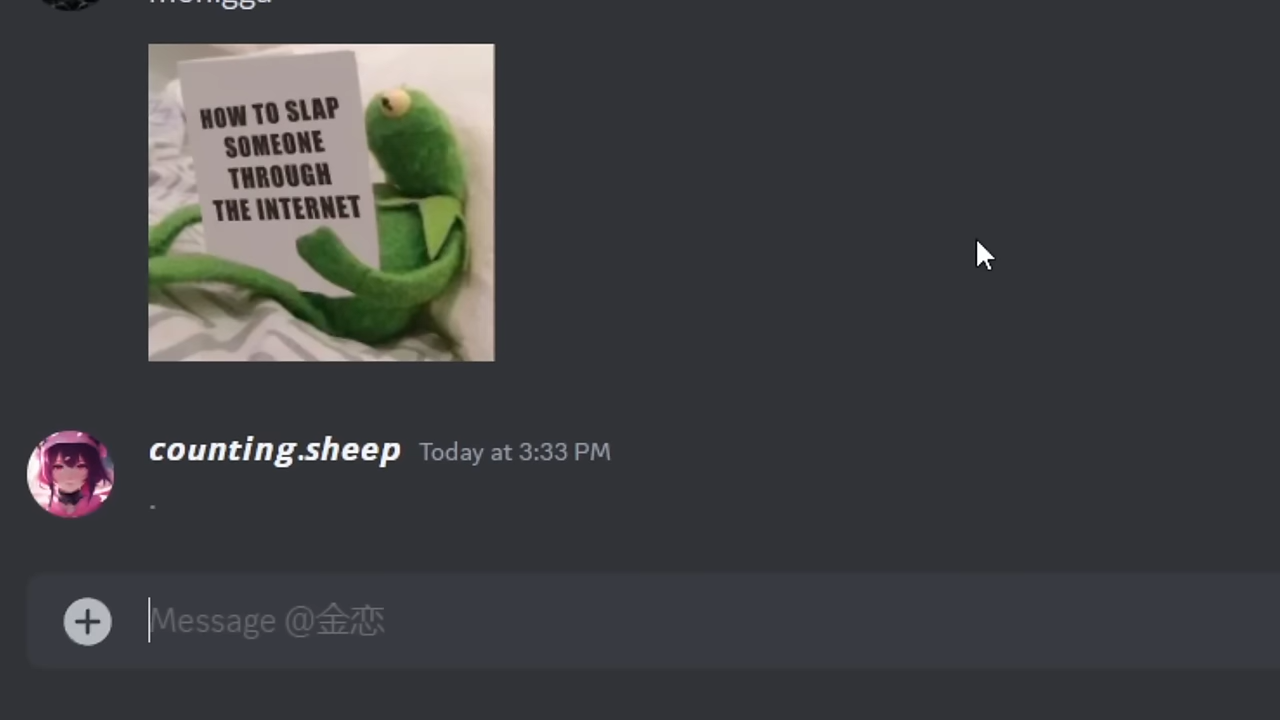 HOW TO SLAP
SOMEONE
THROUGH
THE INTERNET
counting.sheep Today at 3:33 PM
.
Message @金恋